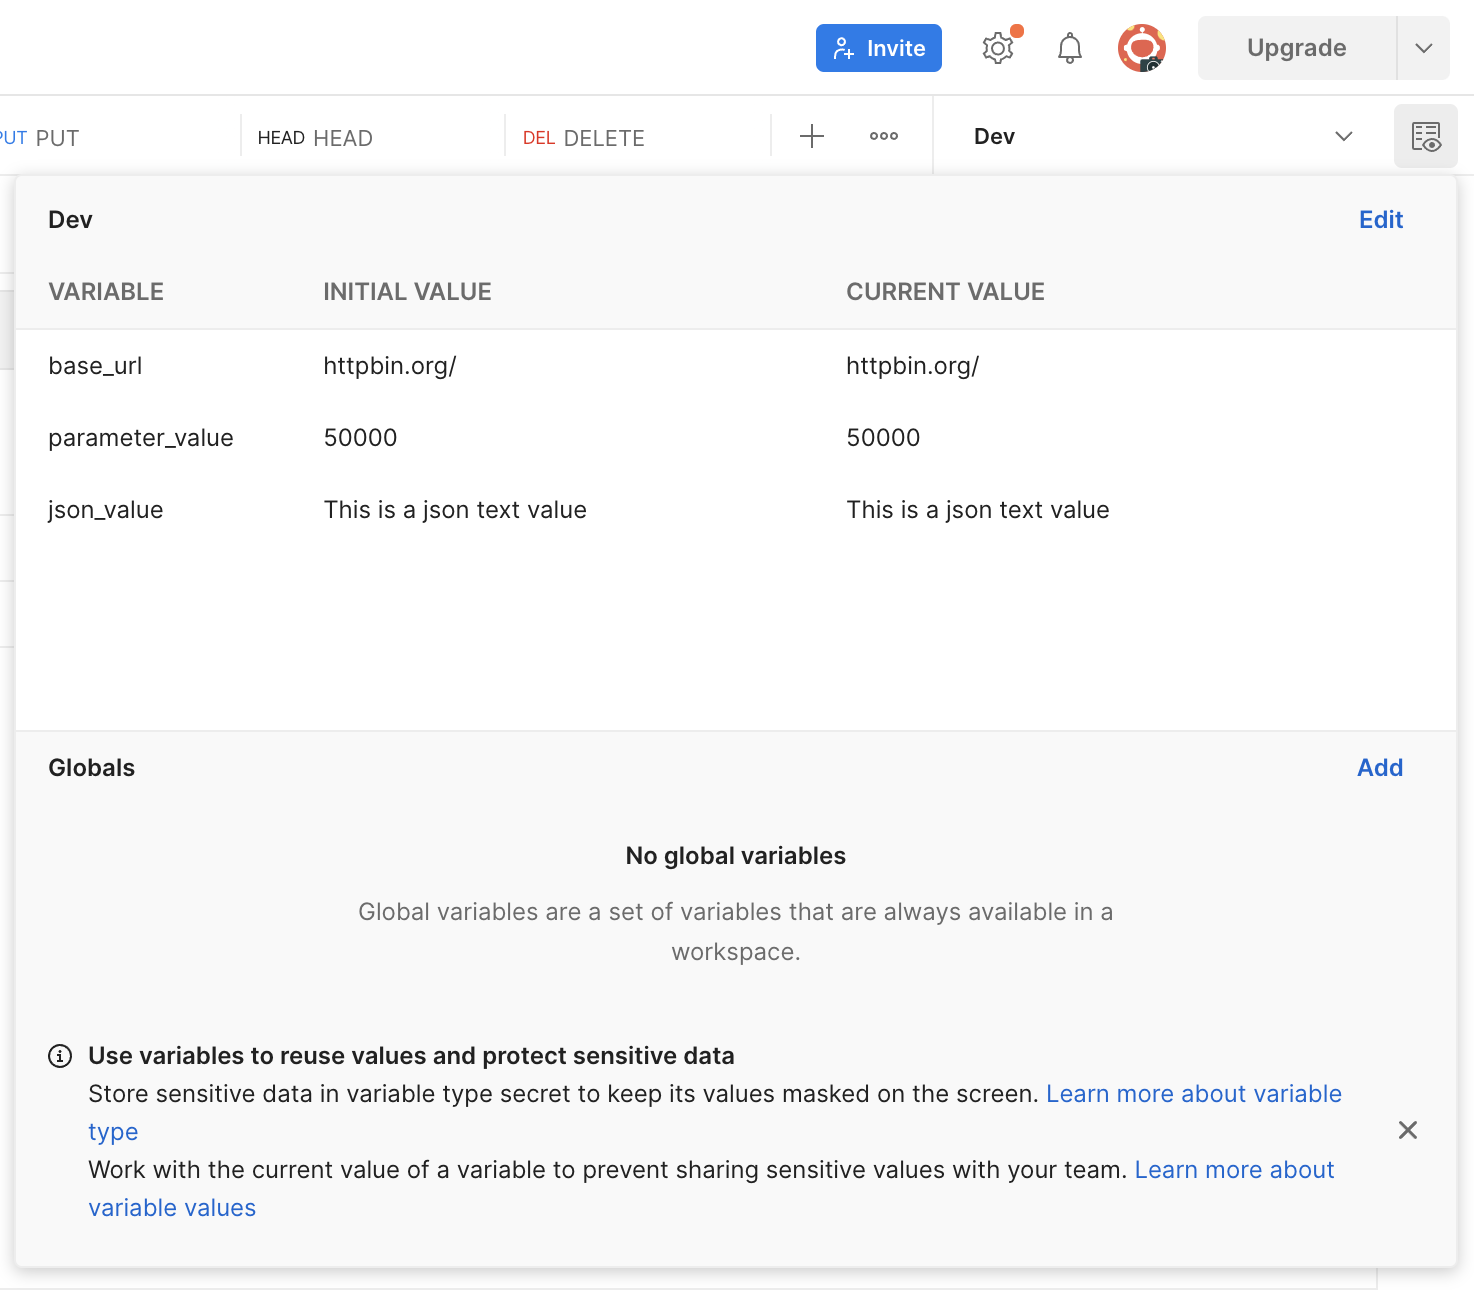 Invite
Upgrade
PUT PUT
HEAD HEAD
DEL DELETE
Dev
Dev
Edit
VARIABLE INITIAL VALUE CURRENT VALUE
base_url httpbin.org/ httpbin.org/
parameter_value 50000 50000
json_value This is a json text value This is a json text value
Globals
Add
No global variables
Global variables are a set of variables that are always available in a
workspace.
Use variables to reuse values and protect sensitive data
Store sensitive data in variable type secret to keep its values masked on the screen. Learn more about variable
type
Work with the current value of a variable to prevent sharing sensitive values with your team. Learn more about
variable values